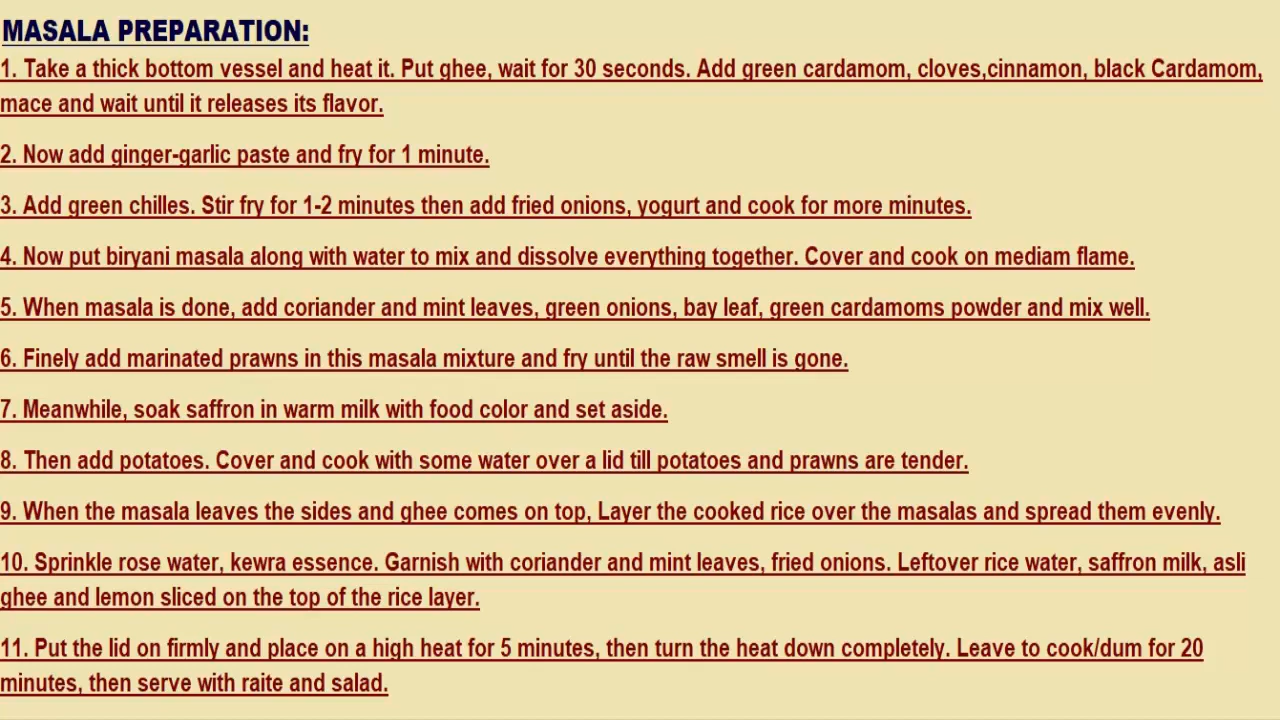 MASALA PREPARATION:
1. Take a thick bottom vessel and heat it. Put ghee, wait for 30 seconds. Add green cardamom, cloves,cinnamon, black Cardamom,
mace and wait until it releases its flavor.
2. Now add ginger-garlic paste and fry for 1 minute.
3. Add green chilles. Stir fry for 1-2 minutes then add fried onions, yogurt and cook for more minutes.
4. Now put biryani masala along with water to mix and dissolve everything together. Cover and cook on mediam flame.
5. When masala is done, add coriander and mint leaves, green onions, bay leaf, green cardamoms powder and mix well.
6. Finely add marinated prawns in this masala mixture and fry until the raw smell is gone.
7. Meanwhile, soak saffron in warm milk with food color and set aside.
8. Then add potatoes. Cover and cook with some water over a lid till potatoes and prawns are tender.
9. When the masala leaves the sides and ghee comes on top, Layer the cooked rice over the masalas and spread them evenly.
10. Sprinkle rose water, kewra essence. Garnish with coriander and mint leaves, fried onions. Leftover rice water, saffron milk, asli
ghee and lemon sliced on the top of the rice layer.
11. Put the lid on firmly and place on a high heat for 5 minutes, then turn the heat down completely. Leave to cook/dum for 20
minutes, then serve with raite and salad.